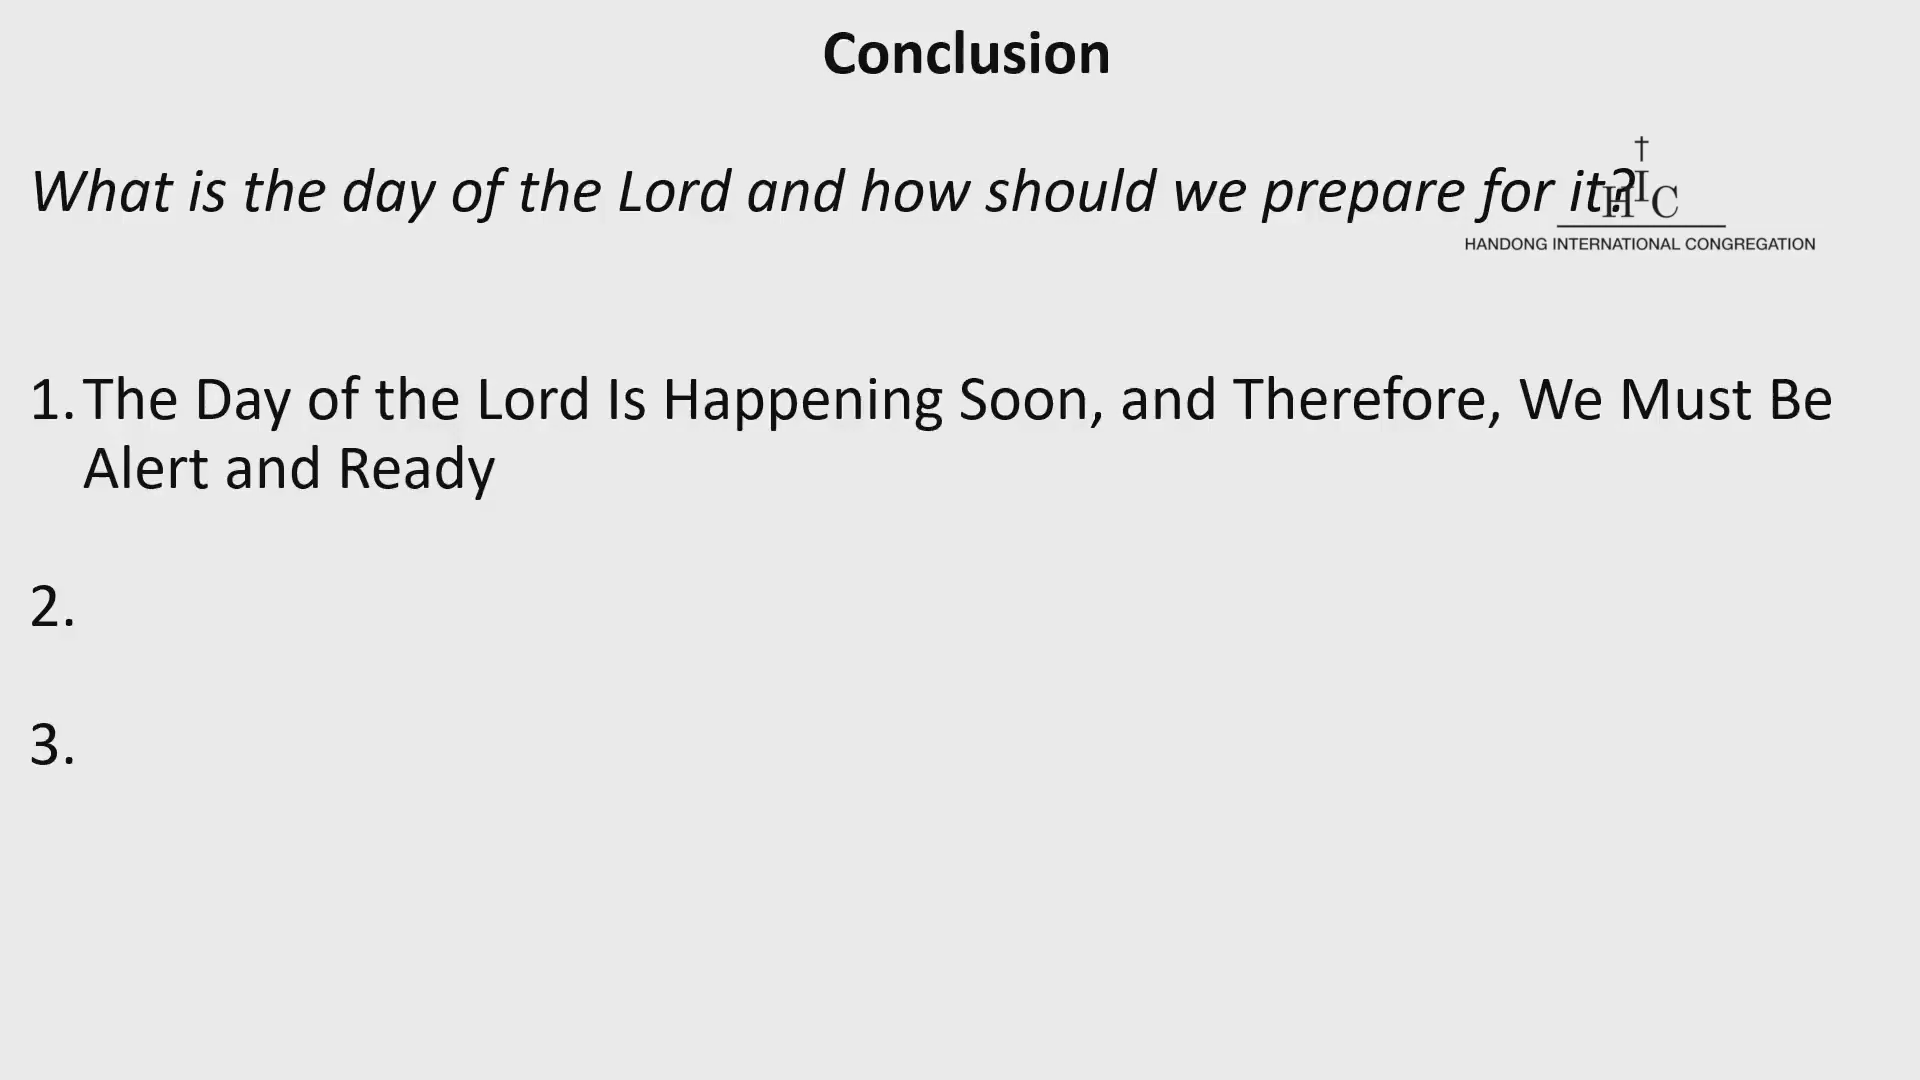 Conclusion
What is the day of the Lord and how should we prepare for it?
†
HIC
HANDONG INTERNATIONAL CONGREGATION
1. The Day of the Lord Is Happening Soon, and Therefore, We Must Be
Alert and Ready
2.
3.